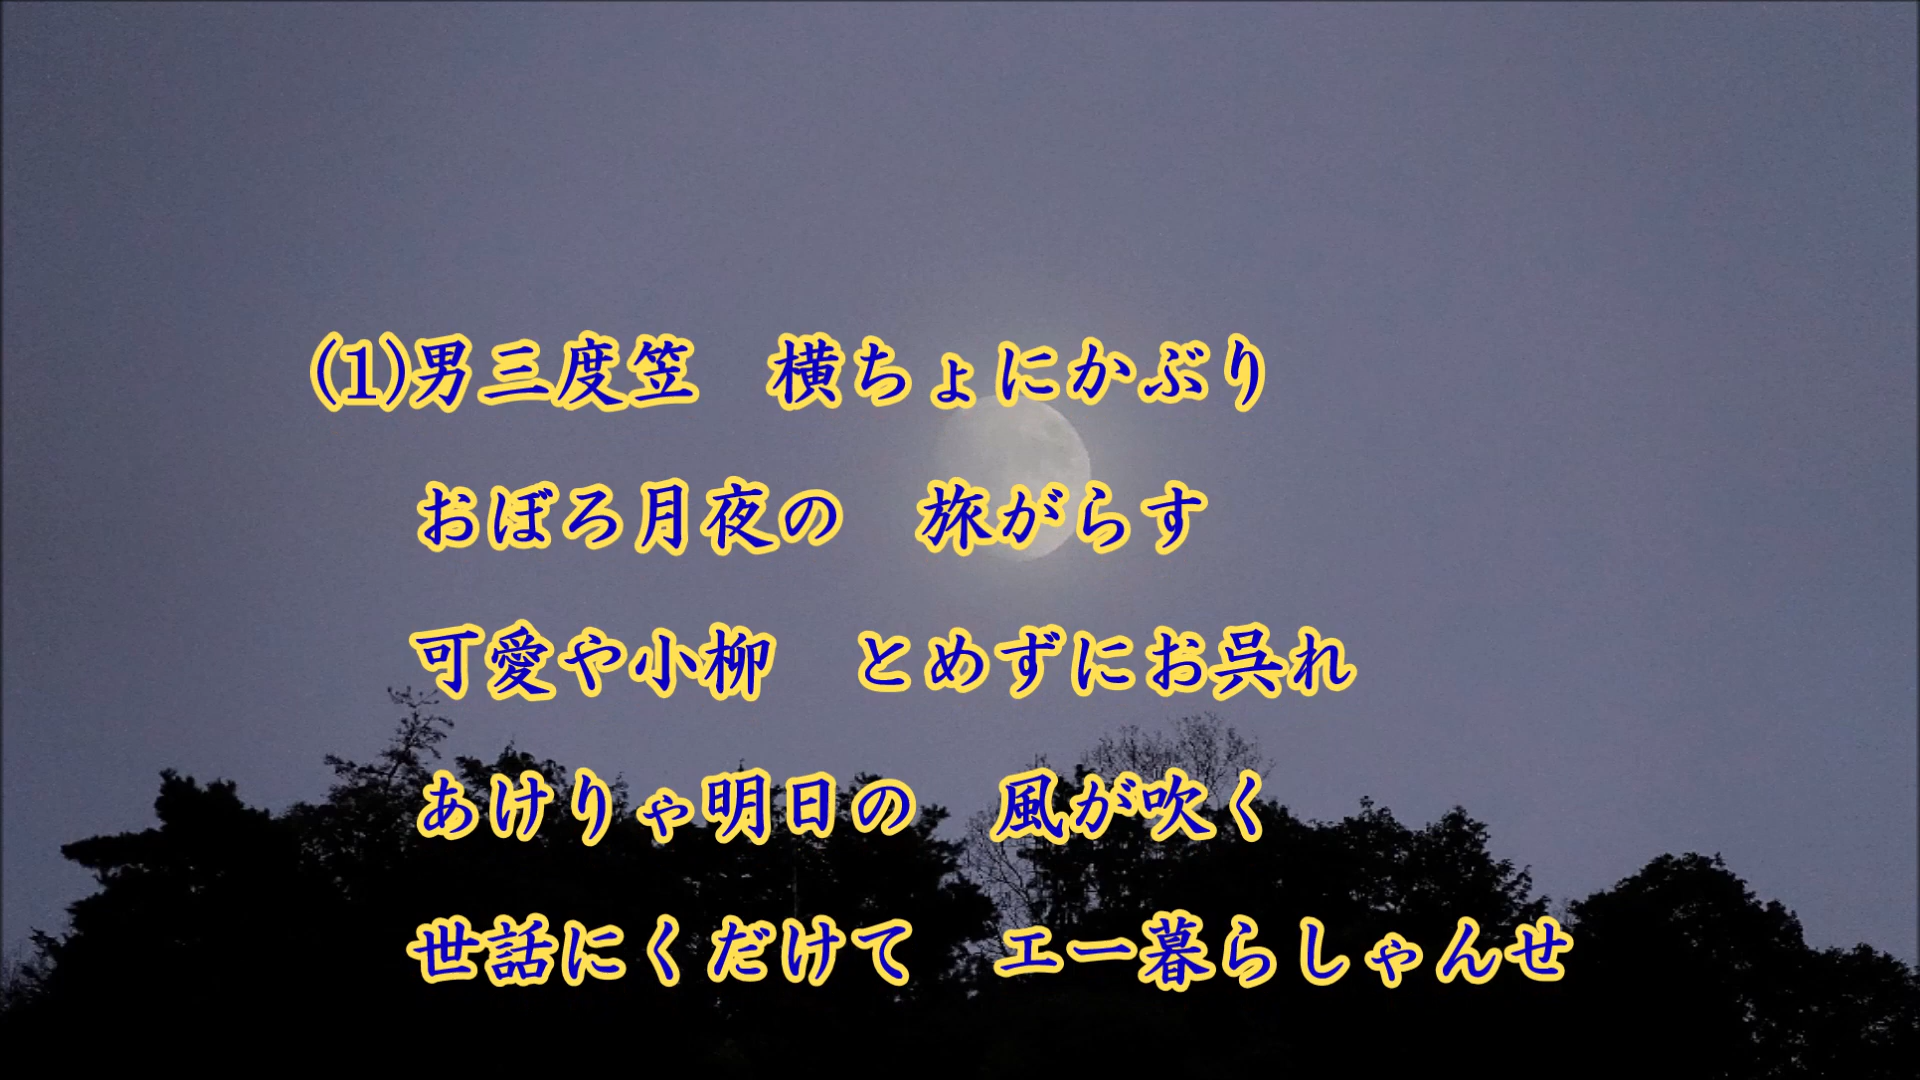 (1)男三度笠　横ちょにかぶり
おぼろ月夜の　旅がらす
可愛や小柳　とめずにお呉れ
あけりゃ明日の　風が吹く
世話にくだけて　エー暮らしゃんせ